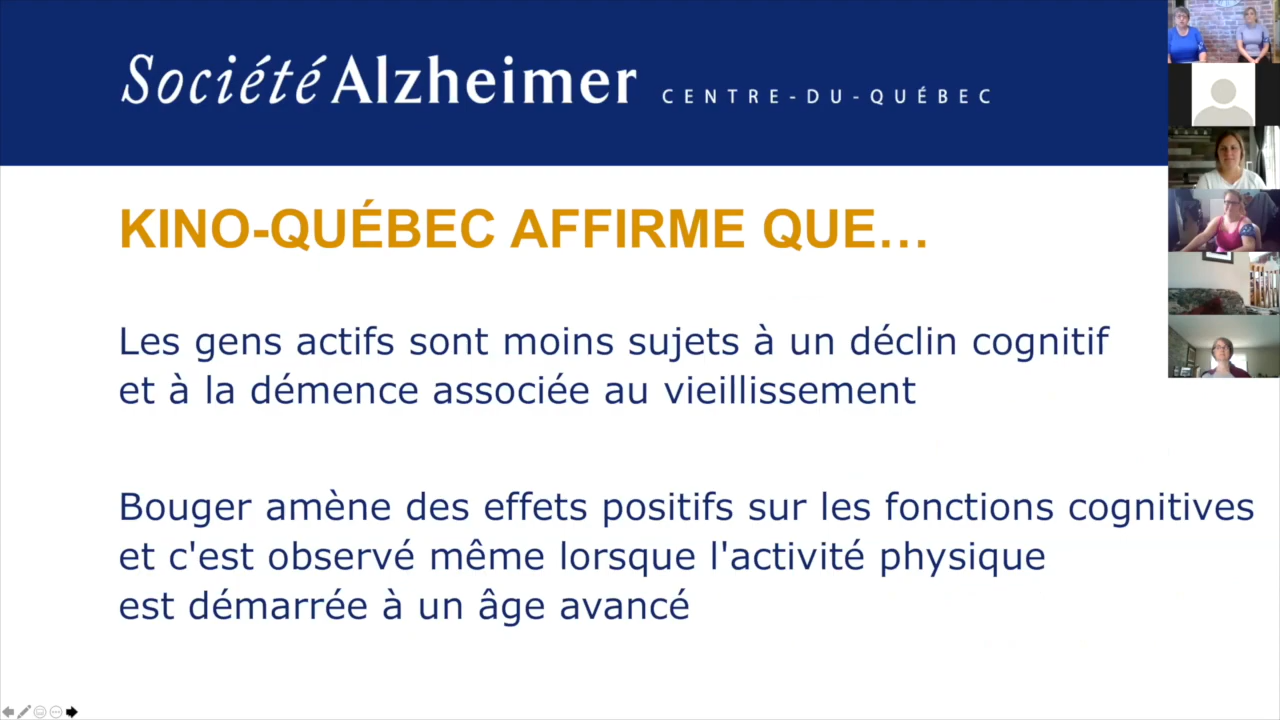 Société Alzheimer CENTRE-DU-QUÉBEC
KINO-QUÉBEC AFFIRME QUE...
Les gens actifs sont moins sujets à un déclin cognitif
et à la démence associée au vieillissement
Bouger amène des effets positifs sur les fonctions cognitives
et c'est observé même lorsque l'activité physique
est démarrée à un âge avancé